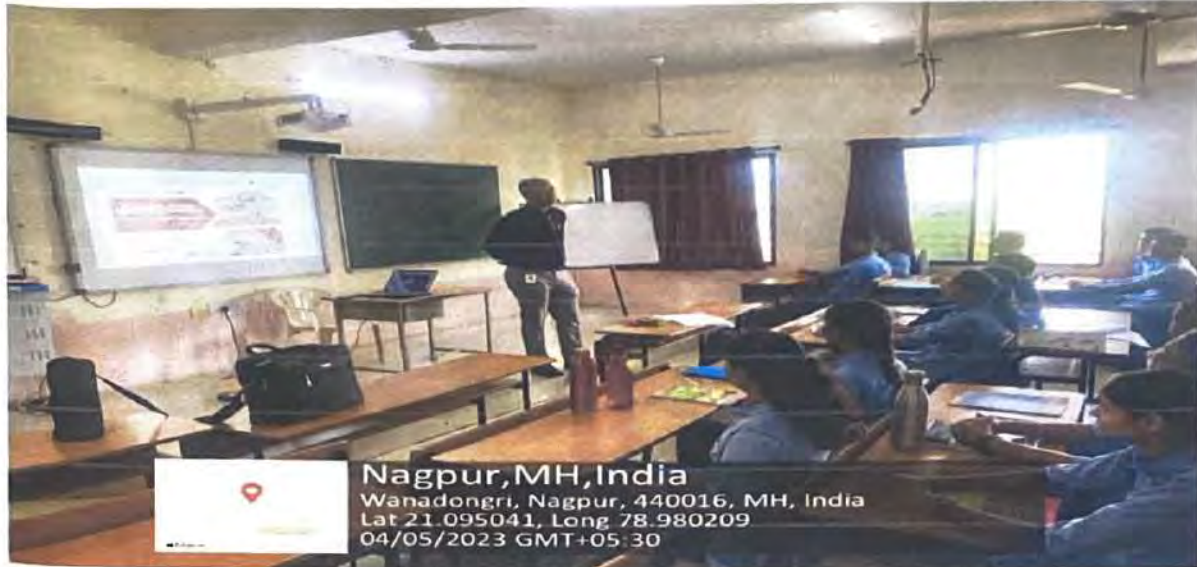 Nagpur,MH,India
Wanadongri, Nagpur, 440016, MH, India
Lat 21.095041, Long 78.980209
04/05/2023 GMT+05:30